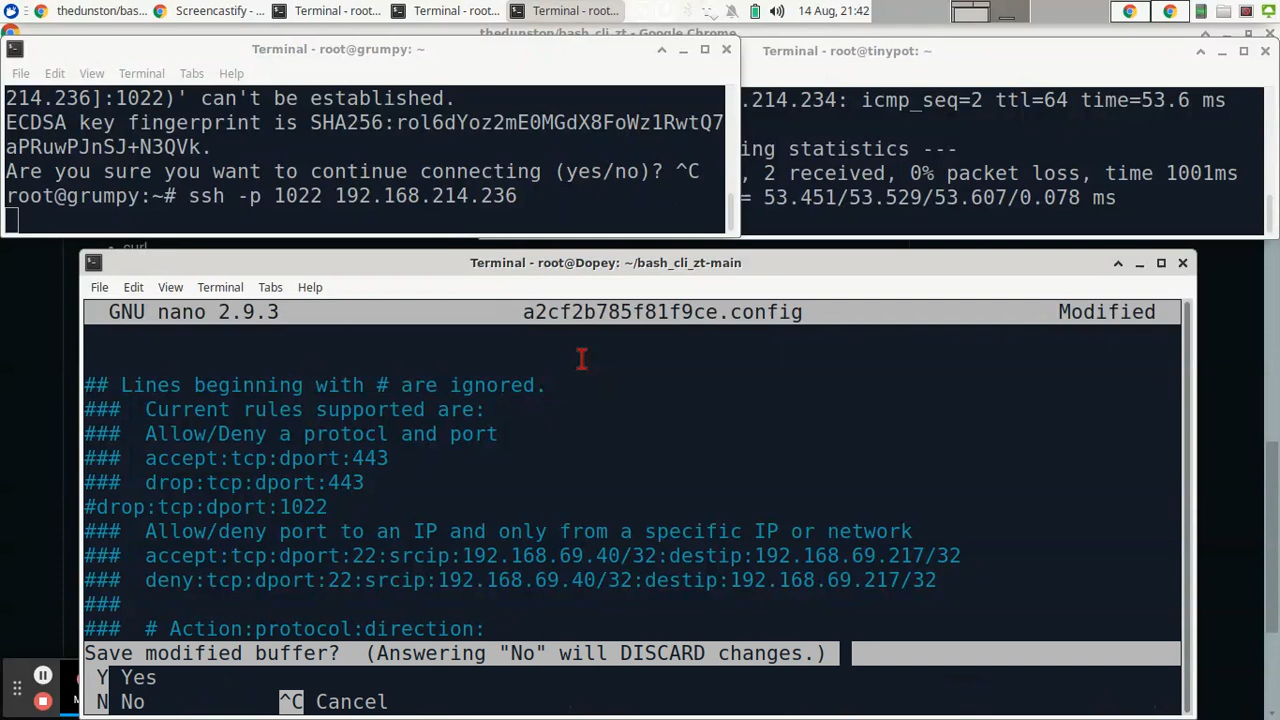 thedunston/bas...
Screencastify - ...
Terminal - root...
Terminal - root...
Terminal - root...
14 Aug, 21:42
thedunston/bash_cli_zt - Google Chrome
Terminal - root@grumpy: ~
File Edit View Terminal Tabs Help
214.236]:1022)' can't be established.
ECDSA key fingerprint is SHA256:rol6dYoz2mE0MGdX8FoWz1RwtQ7
aPRuwPJnSJ+N3QVk.
Are you sure you want to continue connecting (yes/no)? ^C
root@grumpy:~# ssh -p 1022 192.168.214.236
Terminal - root@tinypot: ~
.214.234: icmp_seq=2 ttl=64 time=53.6 ms
ng statistics ---
, 2 received, 0% packet loss, time 1001ms
= 53.451/53.529/53.607/0.078 ms
curl
Terminal - root@Dopey: ~/bash_cli_zt-main
File Edit View Terminal Tabs Help
GNU nano 2.9.3 a2cf2b785f81f9ce.config Modified
## Lines beginning with # are ignored.
### Current rules supported are:
### Allow/Deny a protocl and port
### accept:tcp:dport:443
### drop:tcp:dport:443
#drop:tcp:dport:1022
### Allow/deny port to an IP and only from a specific IP or network
### accept:tcp:dport:22:srcip:192.168.69.40/32:destip:192.168.69.217/32
### deny:tcp:dport:22:srcip:192.168.69.40/32:destip:192.168.69.217/32
###
### # Action:protocol:direction:
Save modified buffer? (Answering "No" will DISCARD changes.)
Y Yes
N No ^C Cancel